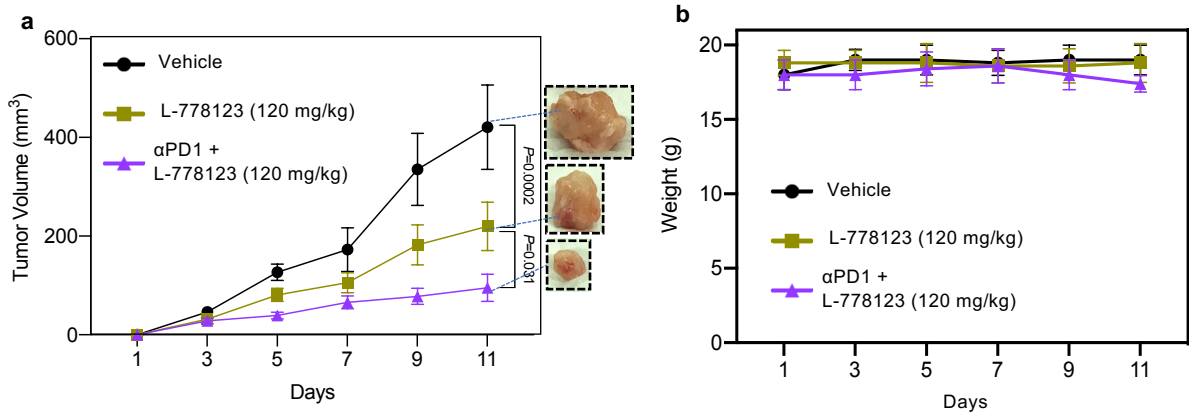 a
600
400
200
0
Tumor Volume (mm³)
Vehicle
L-778123 (120 mg/kg)
αPD1 +
L-778123 (120 mg/kg)
P=0.0002
P=0.031
1 3 5 7 9 11
Days
b
20
15
10
5
0
Weight (g)
Vehicle
L-778123 (120 mg/kg)
αPD1 +
L-778123 (120 mg/kg)
1 3 5 7 9 11
Days